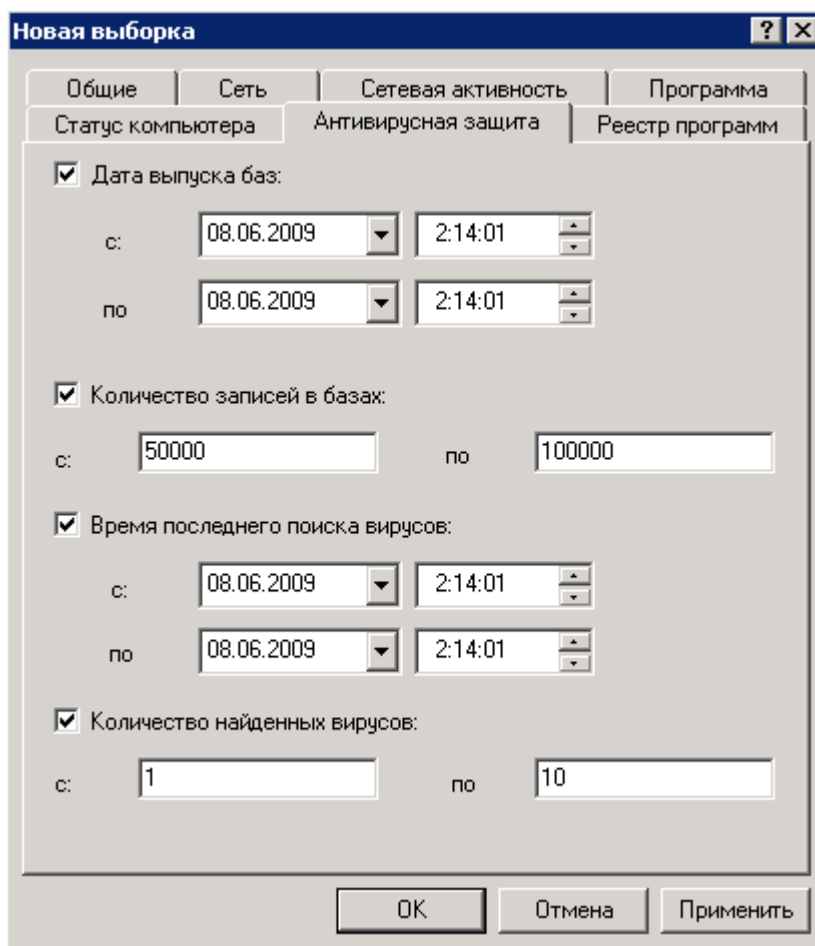 Новая выборка
Общие Сеть Сетевая активность Программа
Статус компьютера Антивирусная защита Реестр программ
Дата выпуска баз:
с: 08.06.2009 2:14:01
по 08.06.2009 2:14:01
Количество записей в базах:
с: 50000 по 100000
Время последнего поиска вирусов:
с: 08.06.2009 2:14:01
по 08.06.2009 2:14:01
Количество найденных вирусов:
с: 1 по 10
OK Отмена Применить